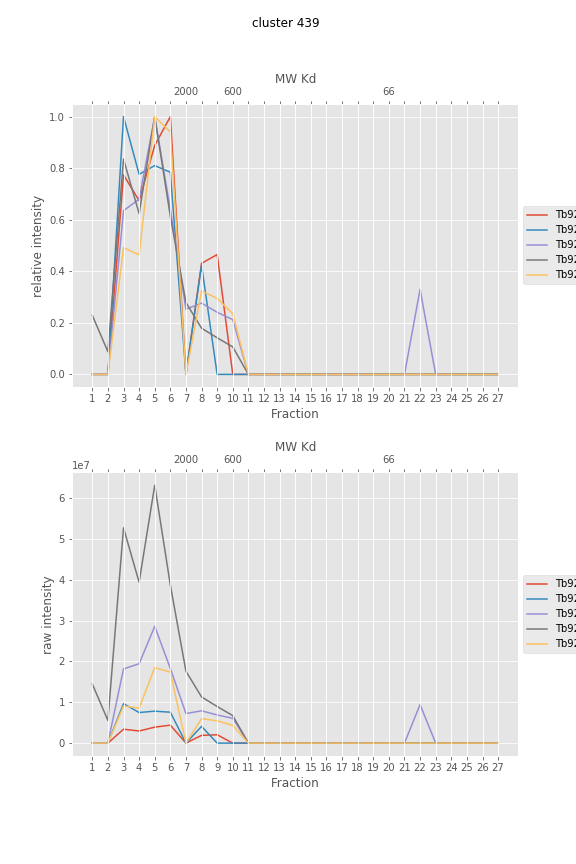 cluster 439
MW Kd
2000 600 66
1.0
0.8
0.6
0.4
0.2
0.0
relative intensity
Tb92
Tb92
Tb92
Tb92
Tb92
1 2 3 4 5 6 7 8 9 10 11 12 13 14 15 16 17 18 19 20 21 22 23 24 25 26 27
Fraction
MW Kd
2000 600 66
1e7
6
5
4
3
2
1
0
raw intensity
Tb92
Tb92
Tb92
Tb92
Tb92
1 2 3 4 5 6 7 8 9 10 11 12 13 14 15 16 17 18 19 20 21 22 23 24 25 26 27
Fraction